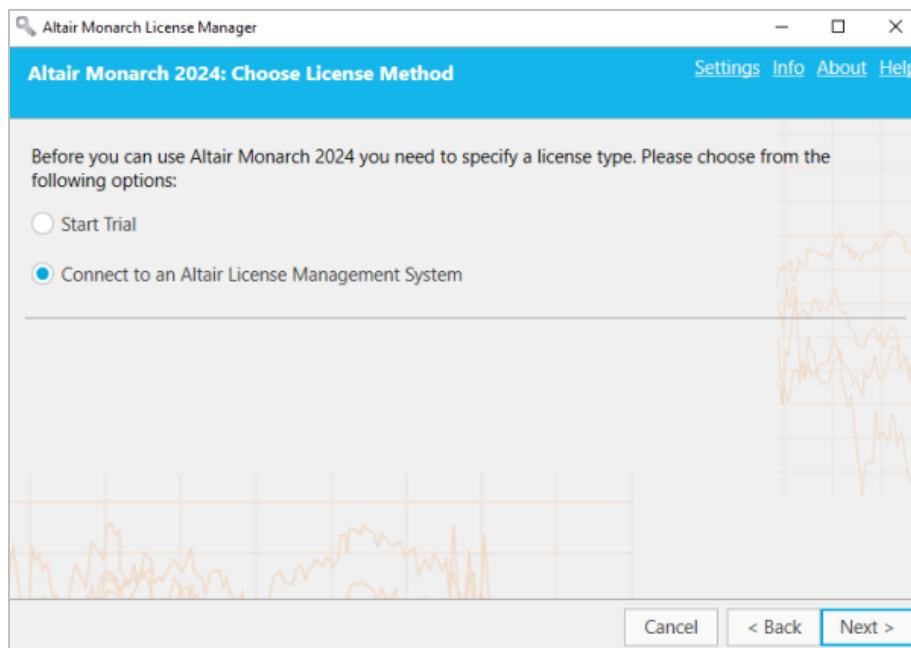 Altair Monarch License Manager
Altair Monarch 2024: Choose License Method
Settings Info About Help
Before you can use Altair Monarch 2024 you need to specify a license type. Please choose from the
following options:
Start Trial
Connect to an Altair License Management System
Cancel
< Back
Next >